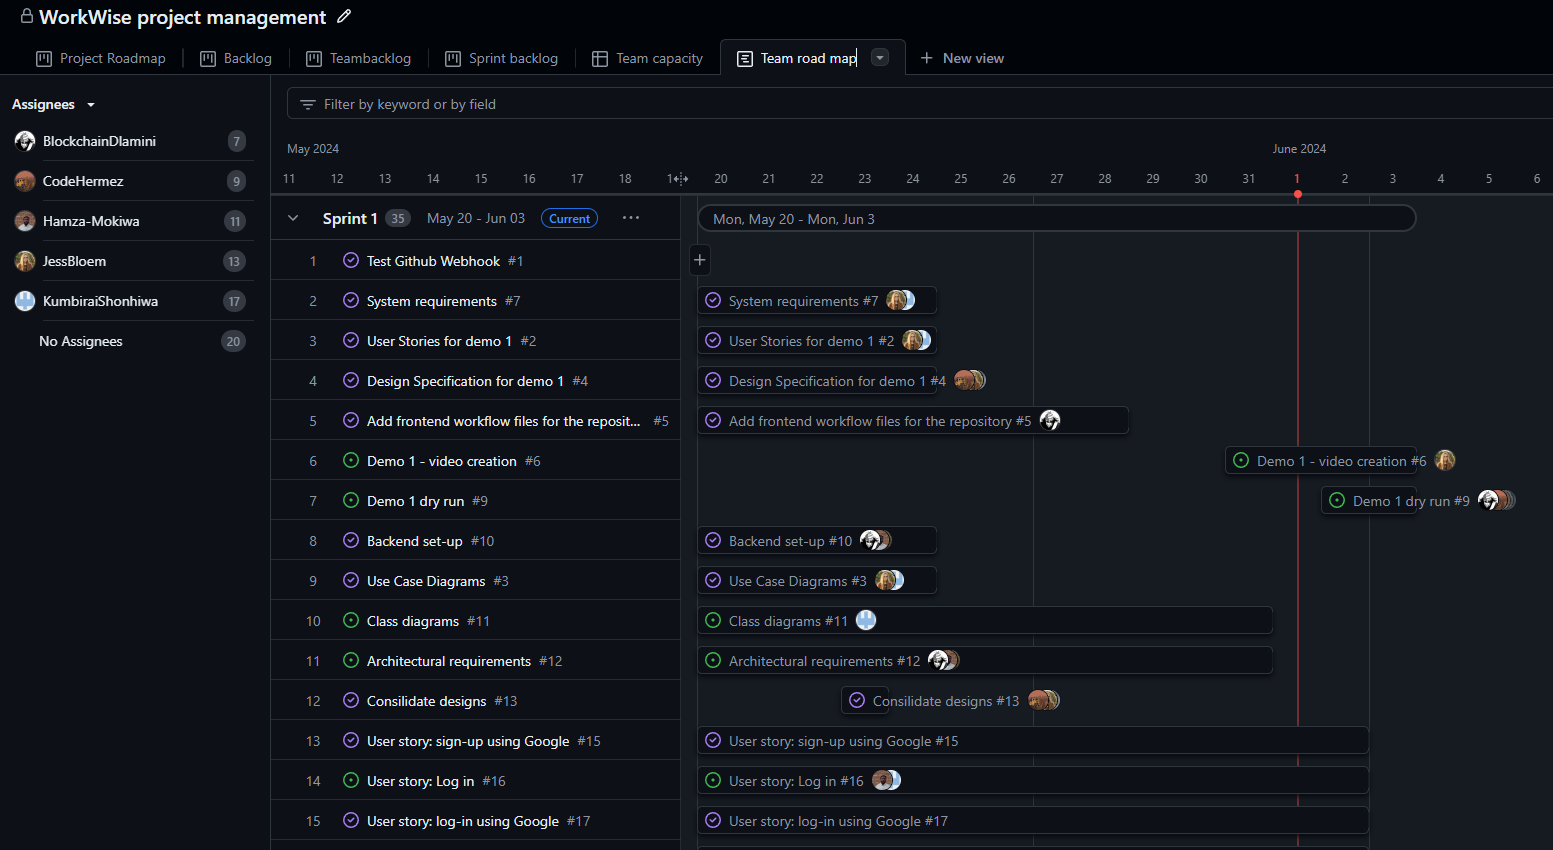 WorkWise project management
Project Roadmap Backlog Teambacklog Sprint backlog Team capacity Team road map New view
Assignees
BlockchainDlamini 7
CodeHermez 9
Hamza-Mokiwa 11
JessBloem 13
KumbiraiShonhiwa 17
No Assignees 20
Filter by keyword or by field
May 2024 June 2024
11 12 13 14 15 16 17 18 20 21 22 23 24 25 26 27 28 29 30 31 1 2 3 4 5 6
Sprint 1 35 May 20 - Jun 03 Current ... Mon, May 20 - Mon, Jun 3
1 Test Github Webhook #1
2 System requirements #7 System requirements #7
3 User Stories for demo 1 #2 User Stories for demo 1 #2
4 Design Specification for demo 1 #4 Design Specification for demo 1 #4
5 Add frontend workflow files for the reposit... #5 Add frontend workflow files for the repository #5
6 Demo 1 - video creation #6 Demo 1 - video creation #6
7 Demo 1 dry run #9 Demo 1 dry run #9
8 Backend set-up #10 Backend set-up #10
9 Use Case Diagrams #3 Use Case Diagrams #3
10 Class diagrams #11 Class diagrams #11
11 Architectural requirements #12 Architectural requirements #12
12 Consilidate designs #13 Consilidate designs #13
13 User story: sign-up using Google #15 User story: sign-up using Google #15
14 User story: Log in #16 User story: Log in #16
15 User story: log-in using Google #17 User story: log-in using Google #17